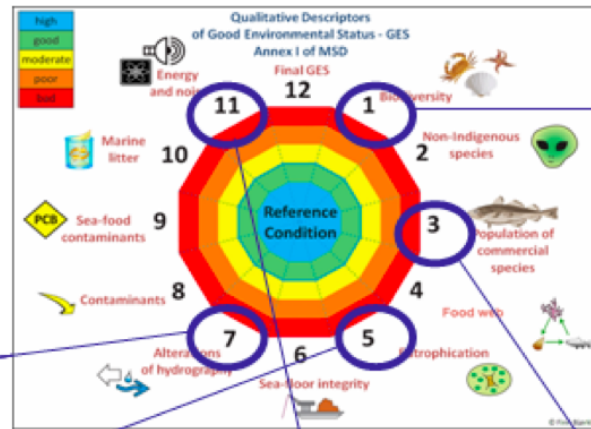 high
good
moderate
poor
bad
Qualitative Descriptors
of Good Environmental Status - GES
Annex I of MSD
Energy
and nois
11
Final GES
12
1
Biodiversity
2
Non-Indigenous
species
Marine
litter
10
3
Population of
commercial
species
PCB
Sea-food
contaminants
9
Reference
Condition
4
Food web
Contaminants
8
7
Alterations
of hydrography
6
Sea-floor integrity
5
Eutrophication